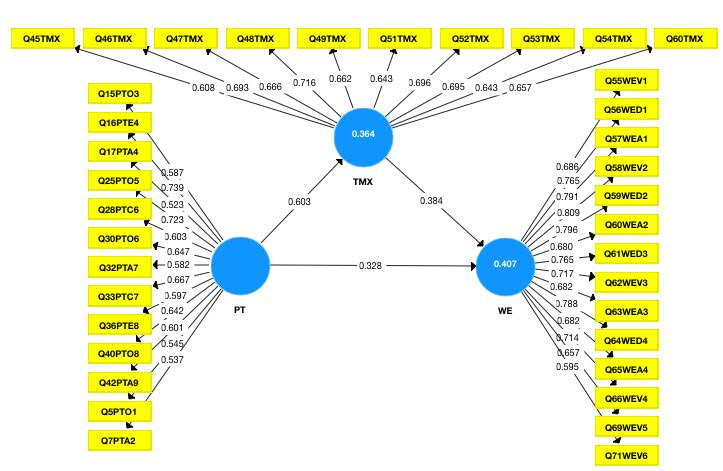 Q45TMX Q46TMX Q47TMX Q48TMX Q49TMX Q51TMX Q52TMX Q53TMX Q54TMX Q60TMX
0.608 0.693 0.666 0.716 0.662 0.643 0.696 0.695 0.643 0.657
0.364
TMX
Q15PTO3
Q16PTE4
Q17PTA4
Q25PTO5
Q28PTC6
Q30PTO6
Q32PTA7
Q33PTC7
Q36PTE8
Q40PTO8
Q42PTA9
Q5PTO1
Q7PTA2
0.587
0.739
0.523
0.723
0.603
0.647
0.582
0.667
0.597
0.642
0.601
0.545
0.537
PT
0.603
0.384
0.328
0.407
WE
0.686
0.765
0.791
0.809
0.796
0.680
0.765
0.717
0.682
0.788
0.682
0.714
0.657
0.595
Q55WEV1
Q56WED1
Q57WEA1
Q58WEV2
Q59WED2
Q60WEA2
Q61WED3
Q62WEV3
Q63WEA3
Q64WED4
Q65WEA4
Q66WEV4
Q69WEV5
Q71WEV6